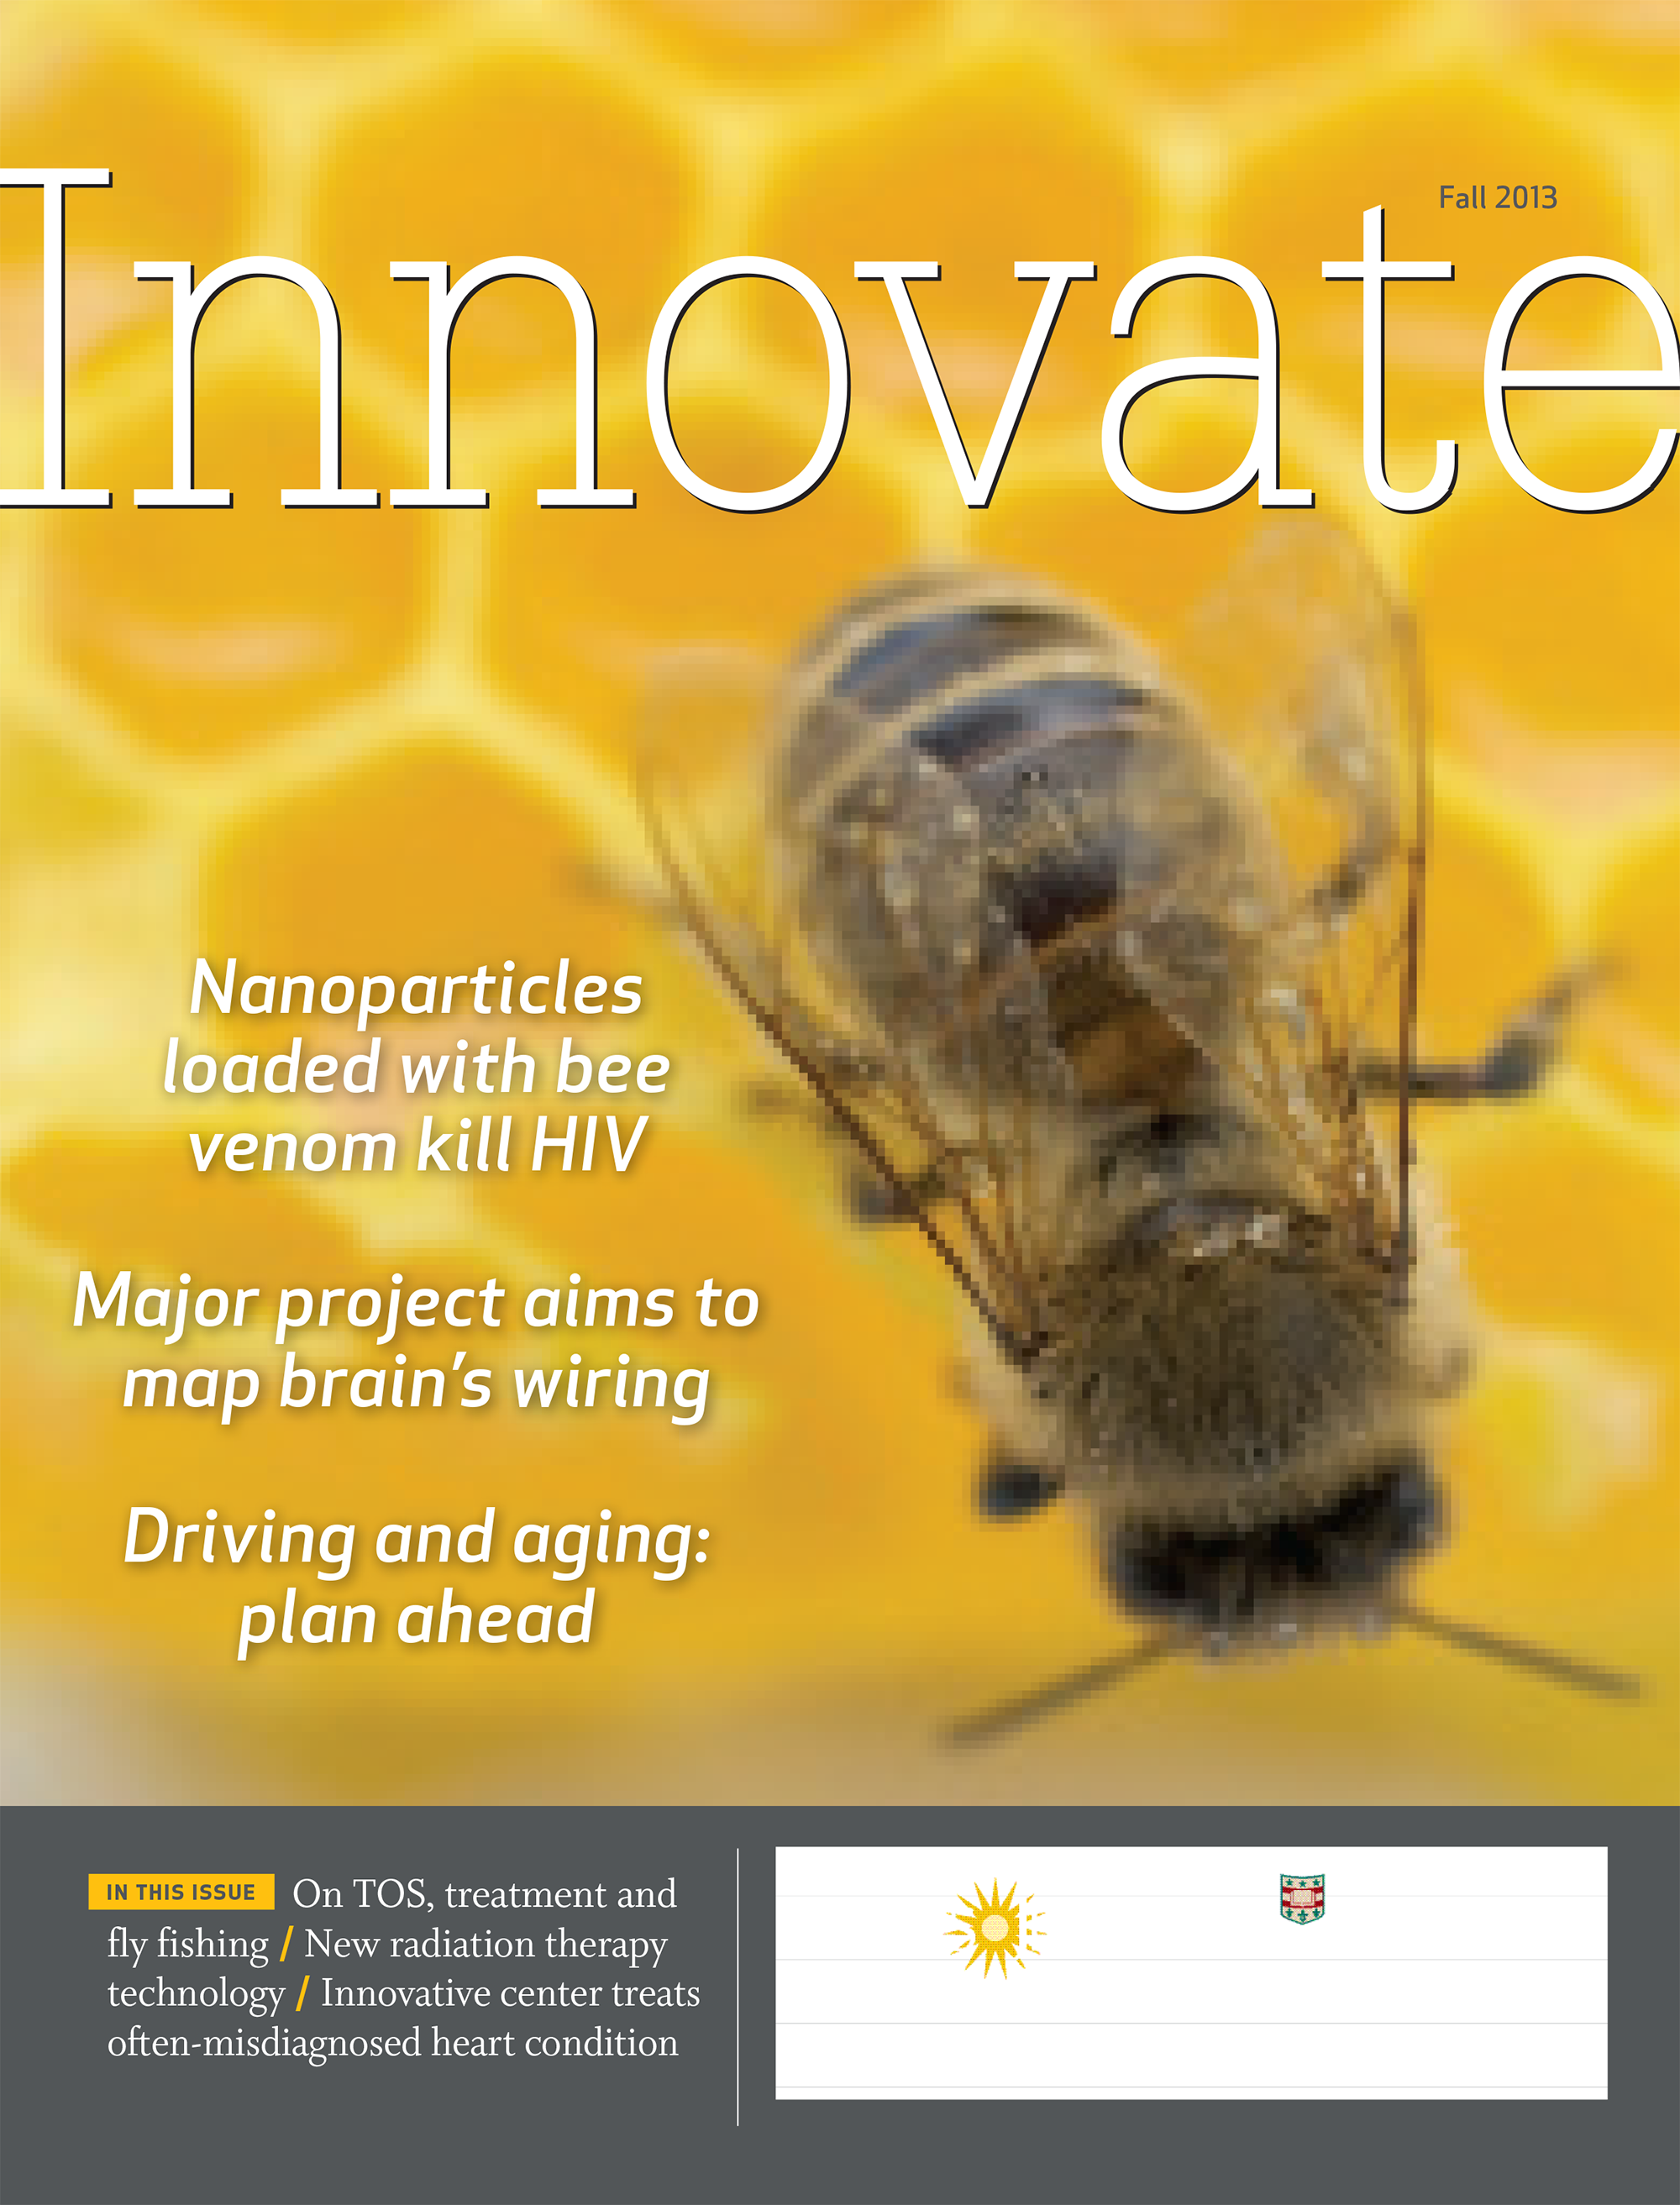 Fall 2013
Innovate
Nanoparticles
loaded with bee
venom kill HIV
Major project aims to
map brain’s wiring
Driving and aging:
plan ahead
IN THIS ISSUE On TOS, treatment and
fly fishing / New radiation therapy
technology / Innovative center treats
often-misdiagnosed heart condition